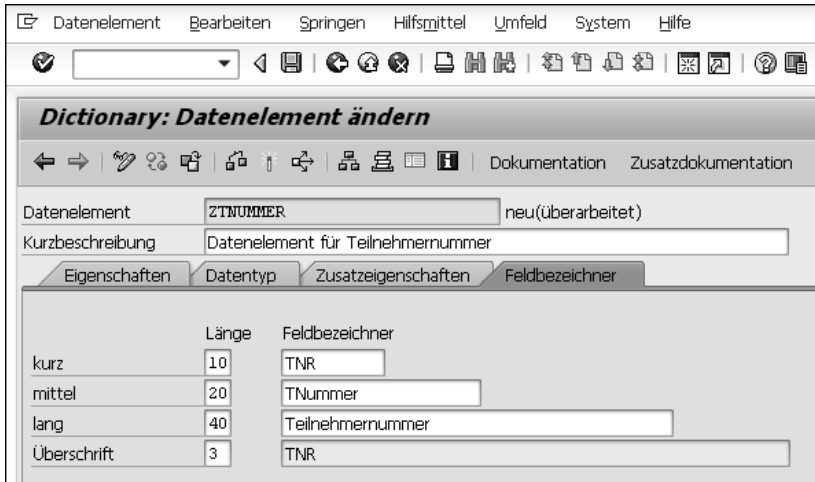 Datenelement Bearbeiten Springen Hilfsmittel Umfeld System Hilfe
Dictionary: Datenelement ändern
Dokumentation Zusatzdokumentation
Datenelement ZTNUMMER neu(überarbeitet)
Kurzbeschreibung Datenelement für Teilnehmernummer
Eigenschaften Datentyp Zusatzeigenschaften Feldbezeichner
Länge Feldbezeichner
kurz 10 TNR
mittel 20 TNummer
lang 40 Teilnehmernummer
Überschrift 3 TNR